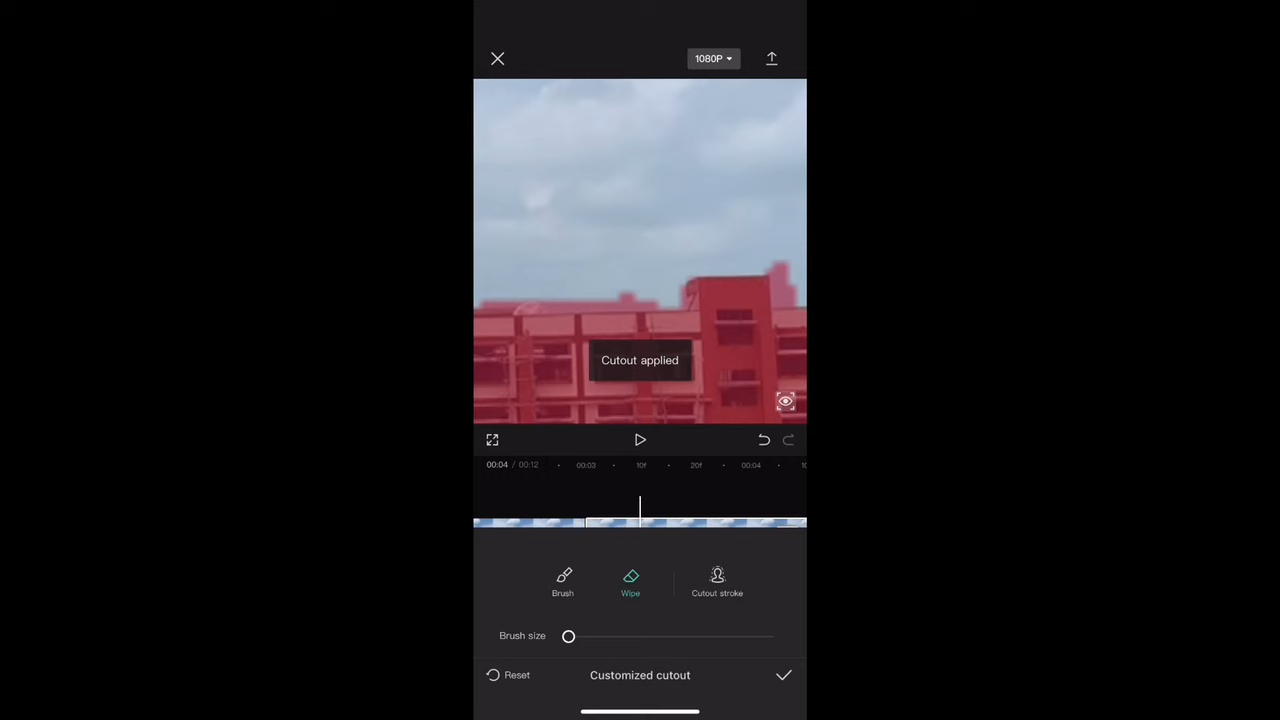 1080P
Cutout applied
00:04 / 00:12
00:03
10f
20f
00:04
Brush
Wipe
Cutout stroke
Brush size
Reset
Customized cutout